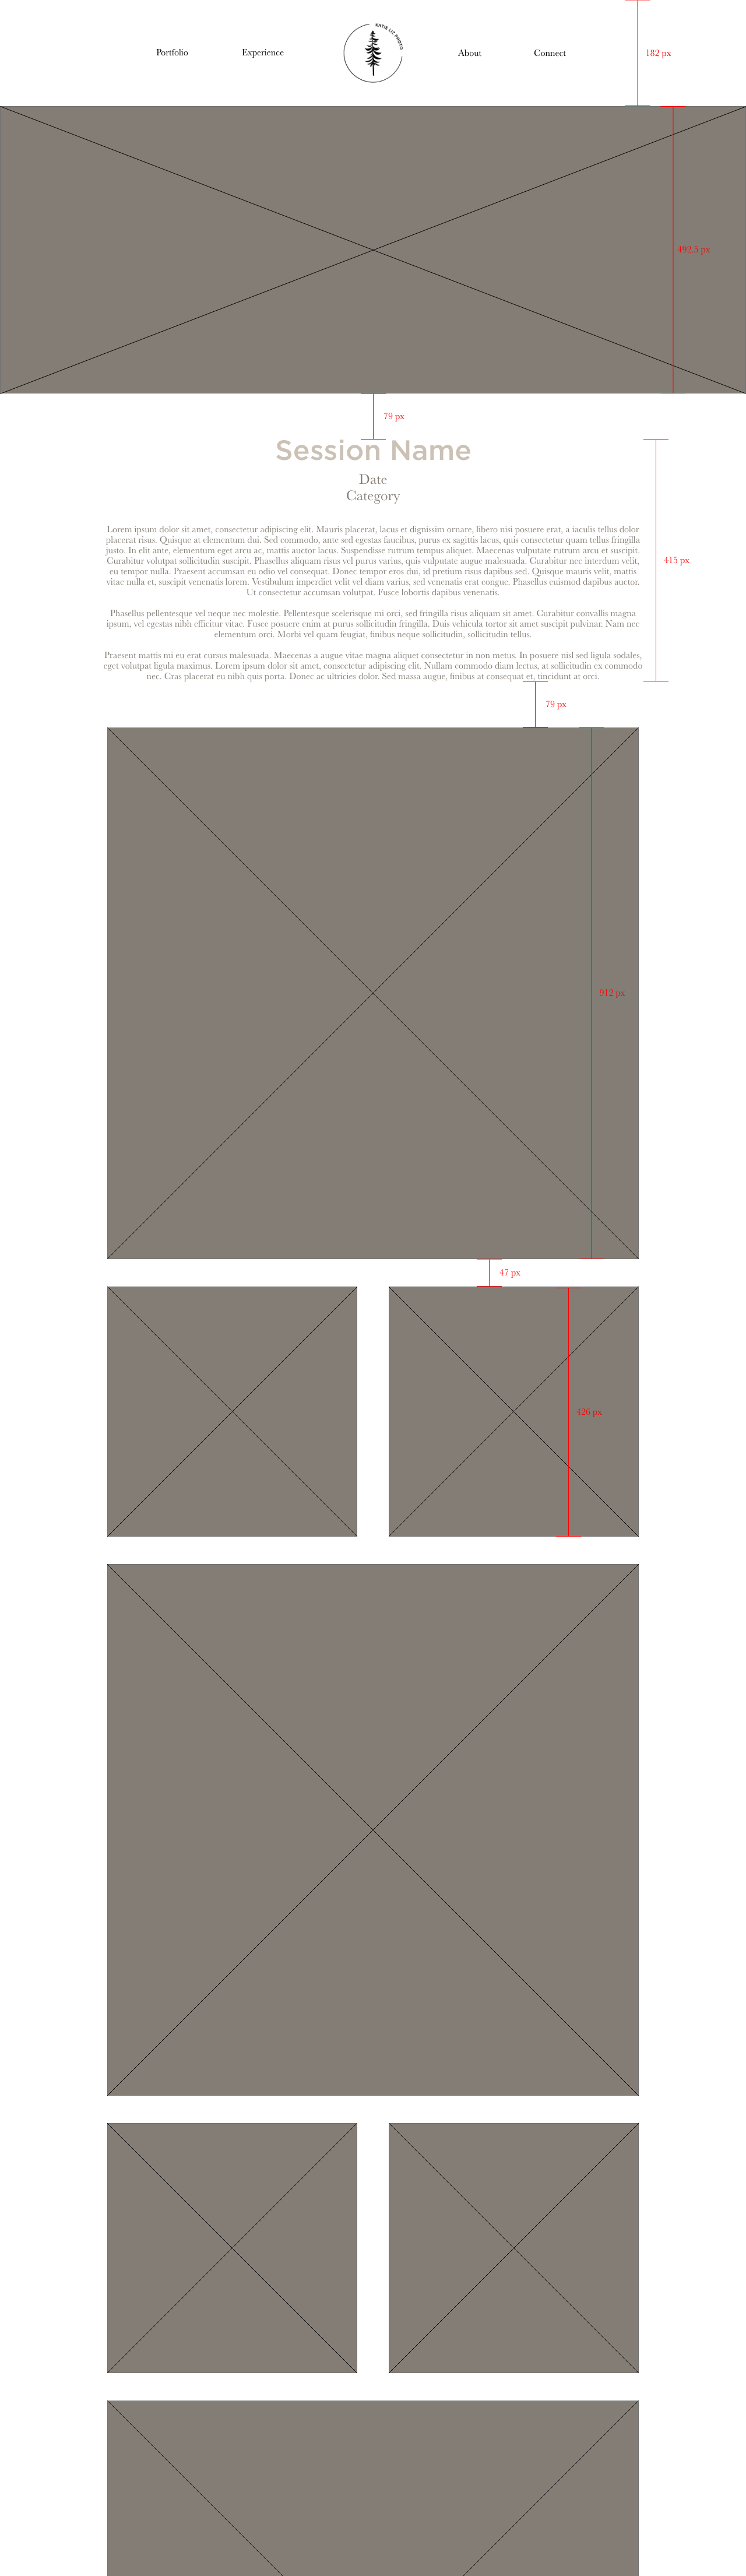 Portfolio
Experience
KATIE LIZ PHOTO
About
Connect
182 px
492.5 px
79 px
Session Name
Date
Category
Lorem ipsum dolor sit amet, consectetur adipiscing elit. Mauris placerat, lacus et dignissim ornare, libero nisi posuere erat, a iaculis tellus dolor
placerat risus. Quisque at elementum dui. Sed commodo, ante sed egestas faucibus, purus ex sagittis lacus, quis consectetur quam tellus fringilla
justo. In elit ante, elementum eget arcu ac, mattis auctor lacus. Suspendisse rutrum tempus aliquet. Maecenas vulputate rutrum arcu et suscipit.
Curabitur volutpat sollicitudin suscipit. Phasellus aliquam risus vel purus varius, quis vulputate augue malesuada. Curabitur nec interdum velit,
eu tempor nulla. Praesent accumsan eu odio vel consequat. Donec tempor eros dui, id pretium risus dapibus sed. Quisque mauris velit, mattis
vitae nulla et, suscipit venenatis lorem. Vestibulum imperdiet velit vel diam varius, sed venenatis erat congue. Phasellus euismod dapibus auctor.
Ut consectetur accumsan volutpat. Fusce lobortis dapibus venenatis.
415 px
Phasellus pellentesque vel neque nec molestie. Pellentesque scelerisque mi orci, sed fringilla risus aliquam sit amet. Curabitur convallis magna
ipsum, vel egestas nibh efficitur vitae. Fusce posuere enim at purus sollicitudin fringilla. Duis vehicula tortor sit amet suscipit pulvinar. Nam nec
elementum orci. Morbi vel quam feugiat, finibus neque sollicitudin, sollicitudin tellus.
Praesent mattis mi eu erat cursus malesuada. Maecenas a augue vitae magna aliquet consectetur in non metus. In posuere nisl sed ligula sodales,
eget volutpat ligula maximus. Lorem ipsum dolor sit amet, consectetur adipiscing elit. Nullam commodo diam lectus, at sollicitudin ex commodo
nec. Cras placerat eu nibh quis porta. Donec ac ultricies dolor. Sed massa augue, finibus at consequat et, tincidunt at orci.
79 px
912 px
47 px
426 px